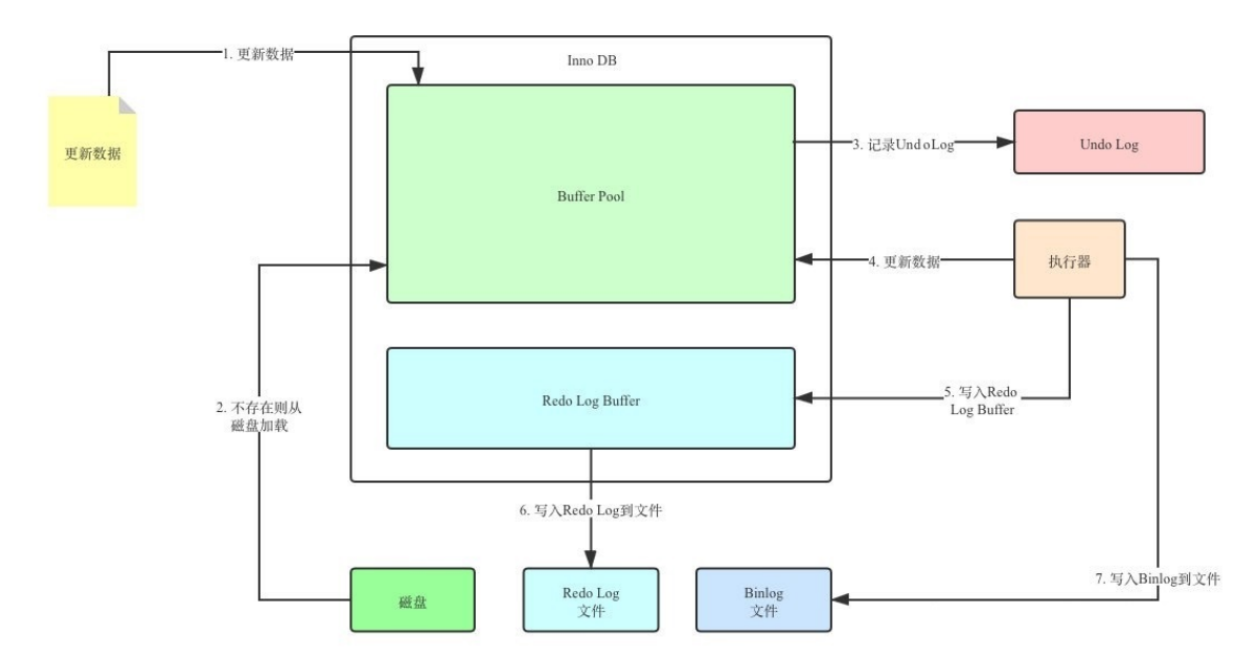 1. 更新数据
Inno DB
更新数据
Buffer Pool
3. 记录UndoLog
Undo Log
4. 更新数据
执行器
2. 不存在则从
磁盘加载
Redo Log Buffer
5. 写入Redo
Log Buffer
6. 写入Redo Log到文件
7. 写入Binlog到文件
磁盘
Redo Log
文件
Binlog
文件